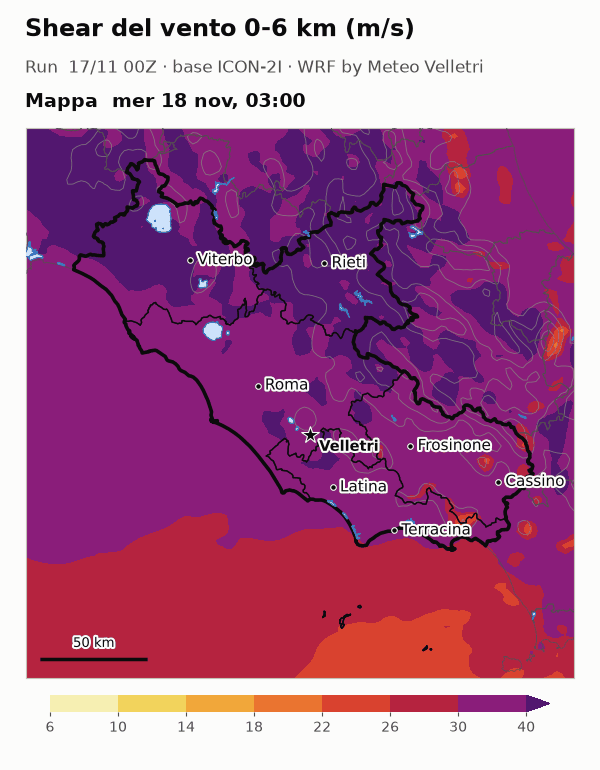 Shear del vento 0-6 km (m/s)
Run  17/11 00Z · base ICON-2I · WRF by Meteo Velletri
Mappa  mer 18 nov, 03:00
Viterbo
Rieti
Roma
Velletri
Frosinone
Cassino
Latina
Terracina
50 km
6 10 14 18 22 26 30 40